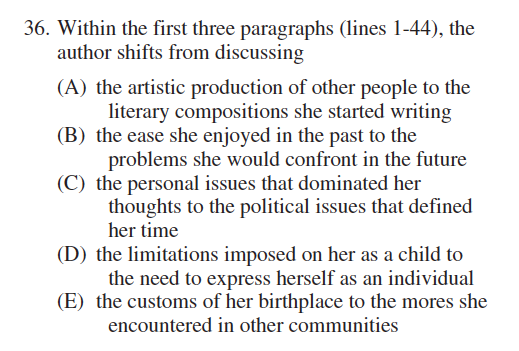 36. Within the first three paragraphs (lines 1-44), the
author shifts from discussing
(A) the artistic production of other people to the
literary compositions she started writing
(B) the ease she enjoyed in the past to the
problems she would confront in the future
(C) the personal issues that dominated her
thoughts to the political issues that defined
her time
(D) the limitations imposed on her as a child to
the need to express herself as an individual
(E) the customs of her birthplace to the mores she
encountered in other communities